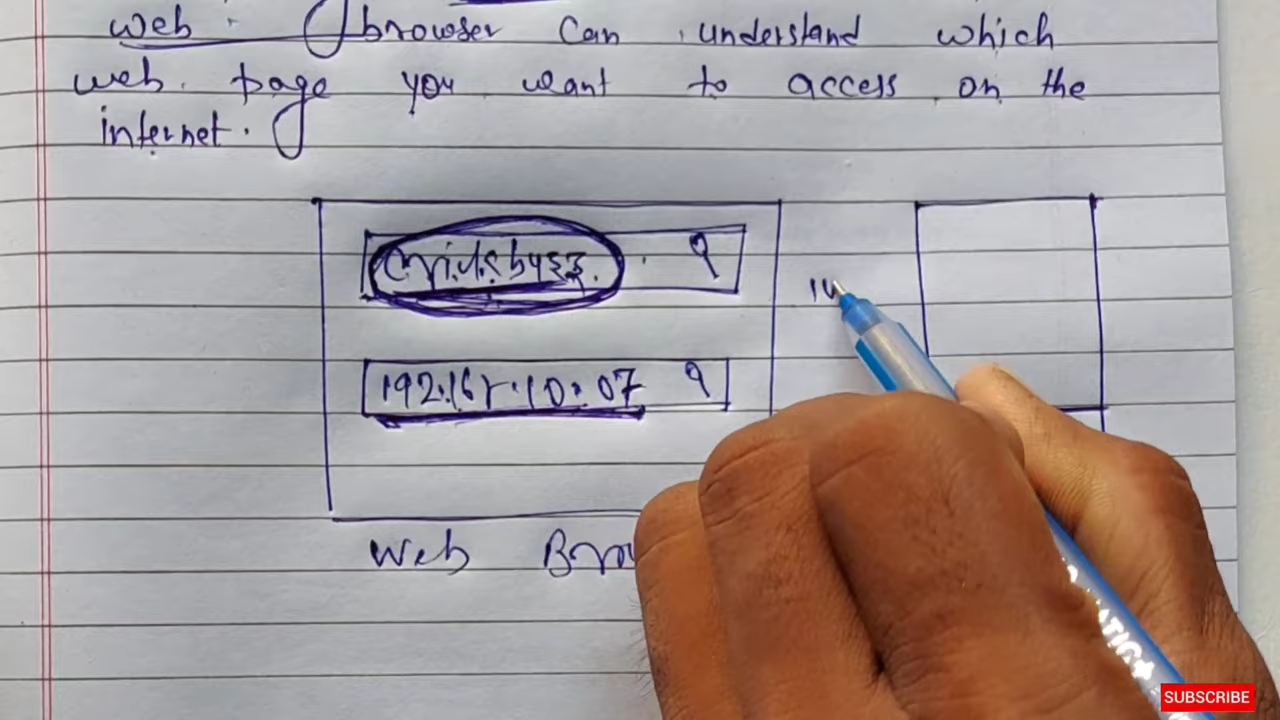 web. browser can understand which
web page you want to access on the
internet.
192.168.10.07
Web
SUBSCRIBE